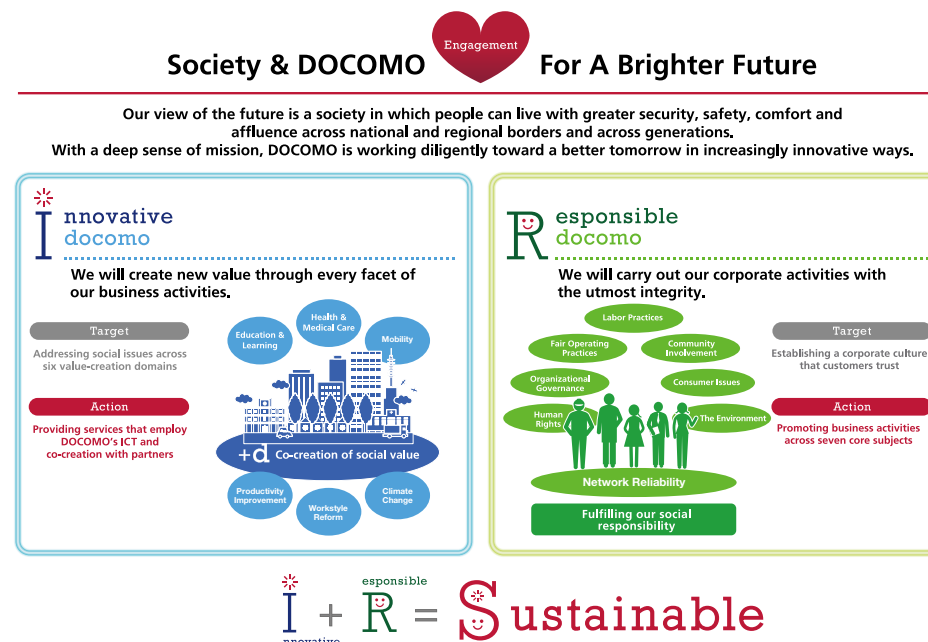 Engagement
Society & DOCOMO For A Brighter Future
Our view of the future is a society in which people can live with greater security, safety, comfort and
affluence across national and regional borders and across generations.
With a deep sense of mission, DOCOMO is working diligently toward a better tomorrow in increasingly innovative ways.
Innovative
docomo
We will create new value through every facet of
our business activities.
Target
Addressing social issues across
six value-creation domains
Action
Providing services that employ
DOCOMO's ICT and
co-creation with partners
Education &
Learning
Health &
Medical Care
Mobility
+d Co-creation of social value
Productivity
Improvement
Workstyle
Reform
Climate
Change
Responsible
docomo
We will carry out our corporate activities with
the utmost integrity.
Labor Practices
Fair Operating
Practices
Community
Involvement
Organizational
Governance
Consumer Issues
Human
Rights
The Environment
Network Reliability
Fulfilling our social
responsibility
Target
Establishing a corporate culture
that customers trust
Action
Promoting business activities
across seven core subjects
Innovative + Responsible = Sustainable